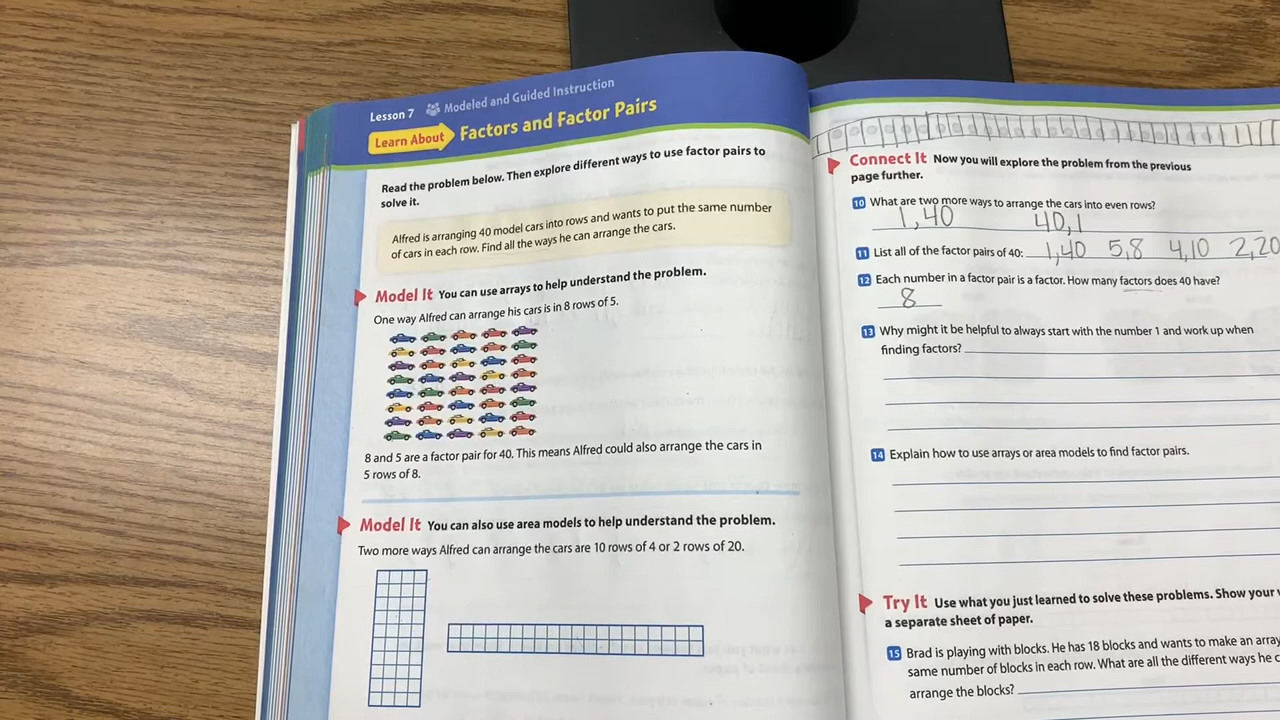 Lesson 7 Modeled and Guided Instruction
Learn About Factors and Factor Pairs
Read the problem below. Then explore different ways to use factor pairs to
solve it.
Alfred is arranging 40 model cars into rows and wants to put the same number
of cars in each row. Find all the ways he can arrange the cars.
Model It You can use arrays to help understand the problem.
One way Alfred can arrange his cars is in 8 rows of 5.
8 and 5 are a factor pair for 40. This means Alfred could also arrange the cars in
5 rows of 8.
Model It You can also use area models to help understand the problem.
Two more ways Alfred can arrange the cars are 10 rows of 4 or 2 rows of 20.
Connect It Now you will explore the problem from the previous
page further.
10 What are two more ways to arrange the cars into even rows?
1,40 40,1
11 List all of the factor pairs of 40: 1,40 5,8 4,10 2,20
12 Each number in a factor pair is a factor. How many factors does 40 have?
8
13 Why might it be helpful to always start with the number 1 and work up when
finding factors?
14 Explain how to use arrays or area models to find factor pairs.
Try It Use what you just learned to solve these problems. Show your
a separate sheet of paper.
15 Brad is playing with blocks. He has 18 blocks and wants to make an array
same number of blocks in each row. What are all the different ways he
arrange the blocks?